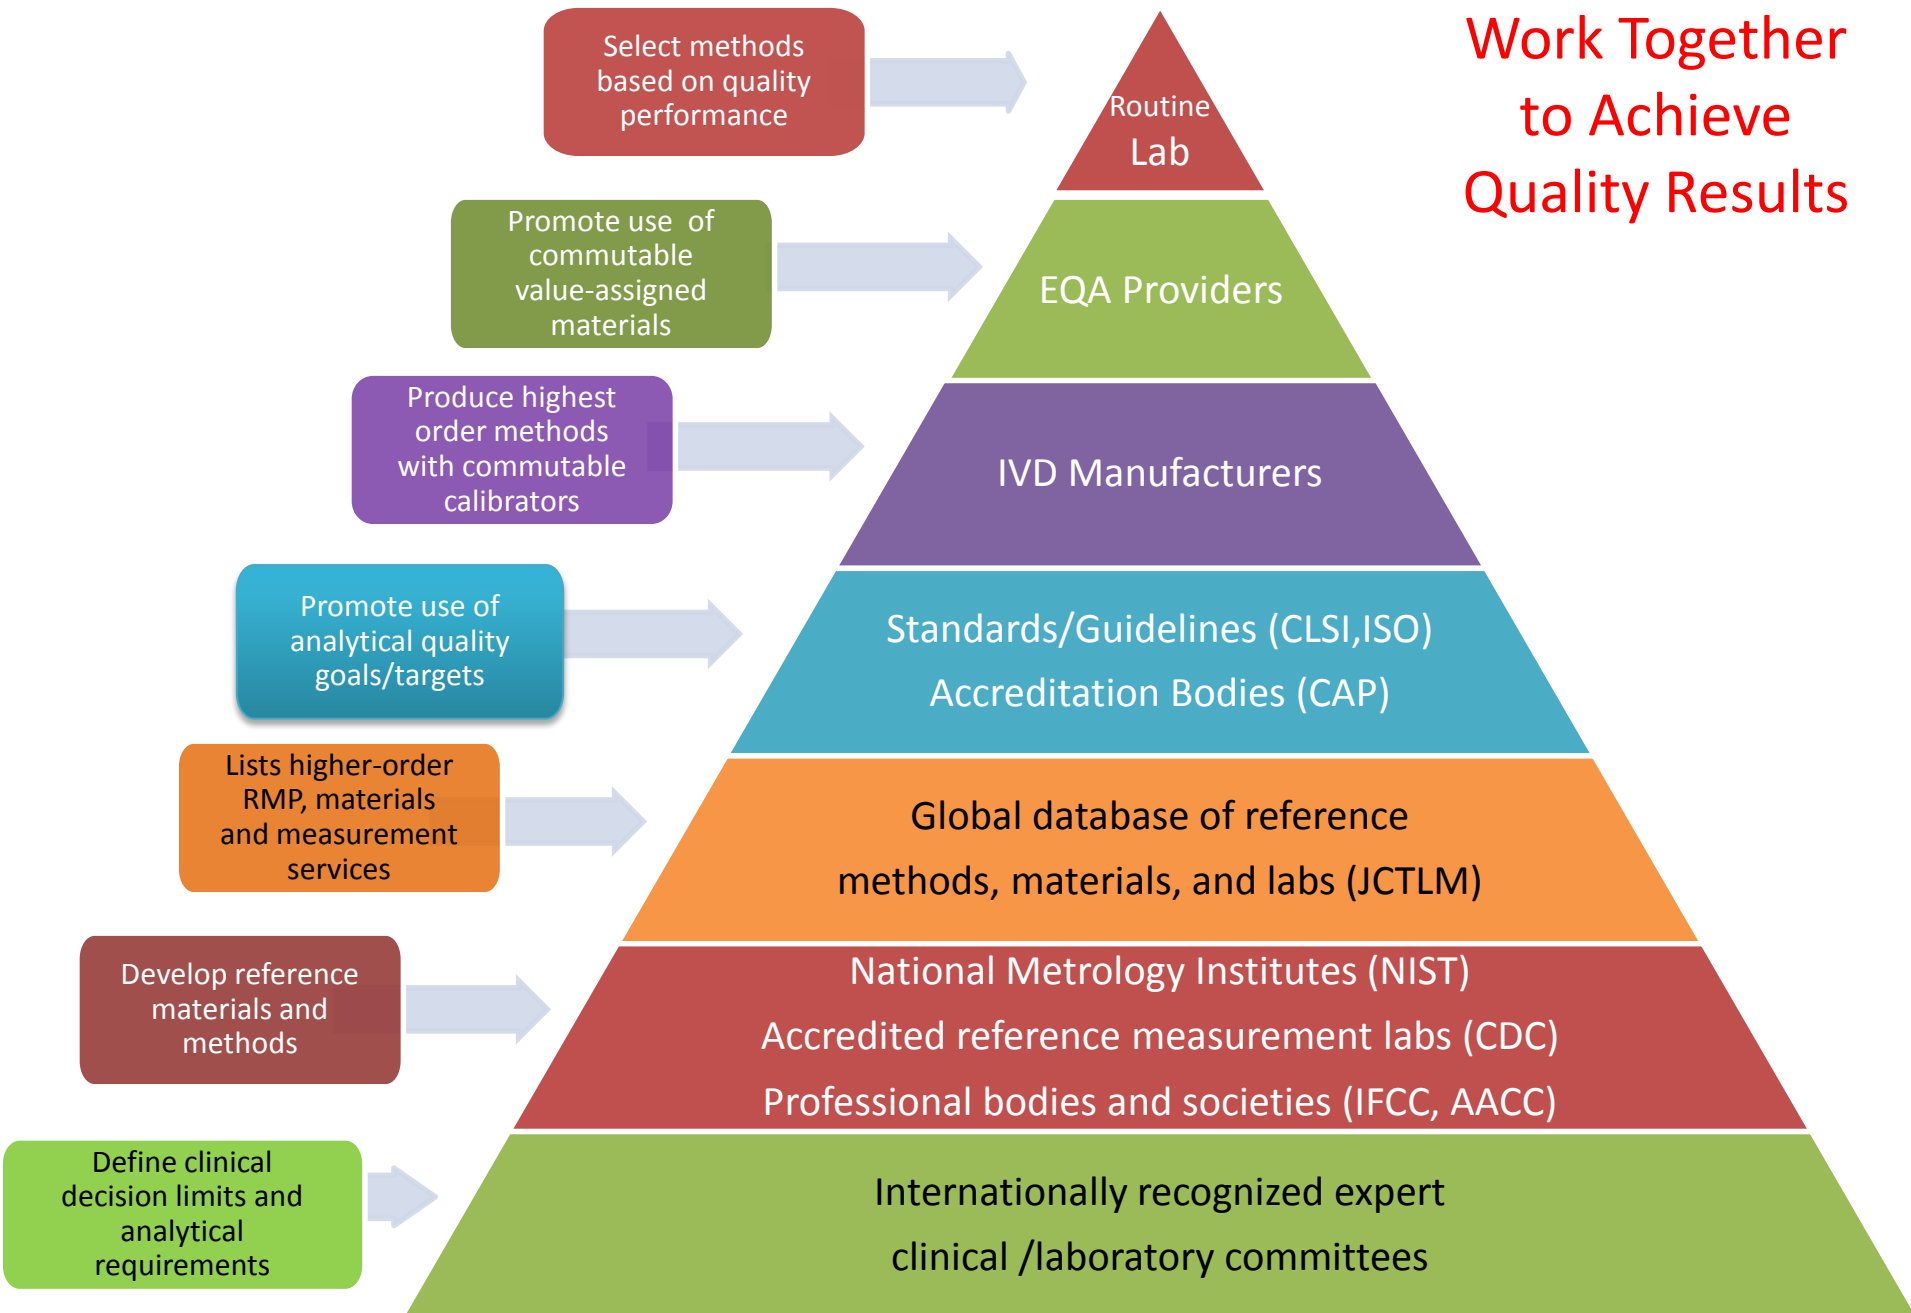 Work Together
to Achieve
Quality Results
Select methods
based on quality
performance
Routine
Lab
Promote use of
commutable
value-assigned
materials
EQA Providers
Produce highest
order methods
with commutable
calibrators
IVD Manufacturers
Promote use of
analytical quality
goals/targets
Standards/Guidelines (CLSI,ISO)
Accreditation Bodies (CAP)
Lists higher-order
RMP, materials
and measurement
services
Global database of reference
methods, materials, and labs (JCTLM)
Develop reference
materials and
methods
National Metrology Institutes (NIST)
Accredited reference measurement labs (CDC)
Professional bodies and societies (IFCC, AACC)
Define clinical
decision limits and
analytical
requirements
Internationally recognized expert
clinical /laboratory committees